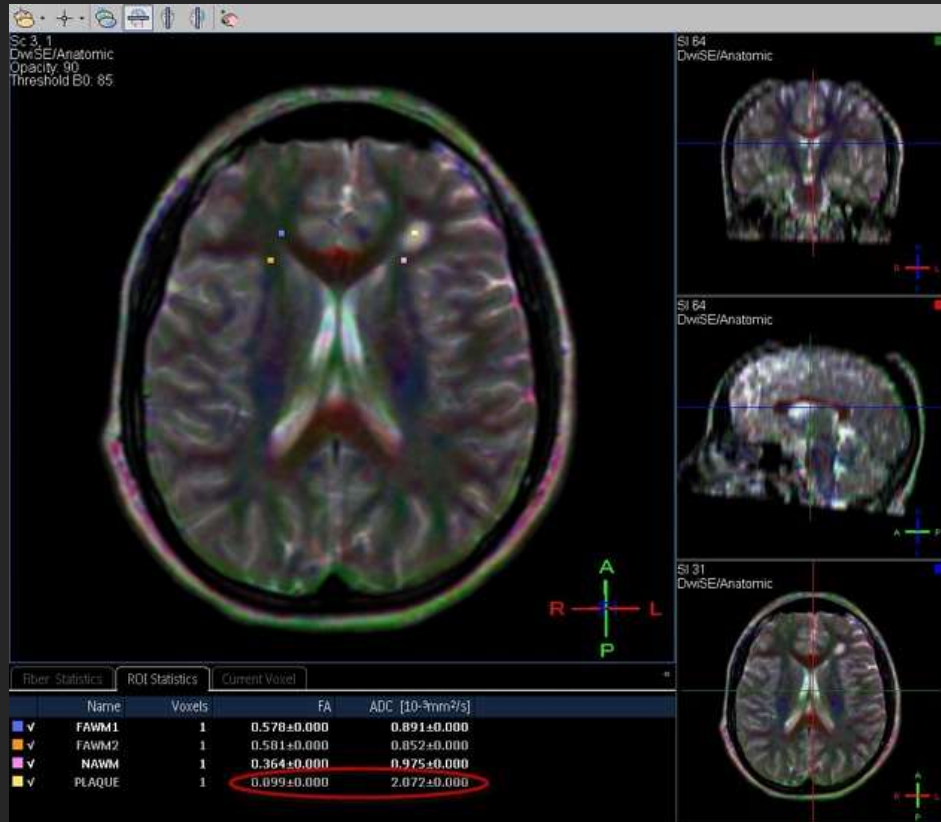 Sc 3, 1
DwiSE/Anatomic
Opacity: 90
Threshold B0: 85
A
R L
P
SI 64
DwiSE/Anatomic
SI 64
DwiSE/Anatomic
A P
SI 31
DwiSE/Anatomic
A
R L
P
Fiber Statistics ROI Statistics Current Voxel
Name Voxels FA ADC [10-³mm²/s]
√ FAWM1 1 0.578±0.000 0.891±0.000
√ FAWM2 1 0.581±0.000 0.852±0.000
√ NAWM 1 0.364±0.000 0.975±0.000
√ PLAQUE 1 0.099±0.000 2.072±0.000